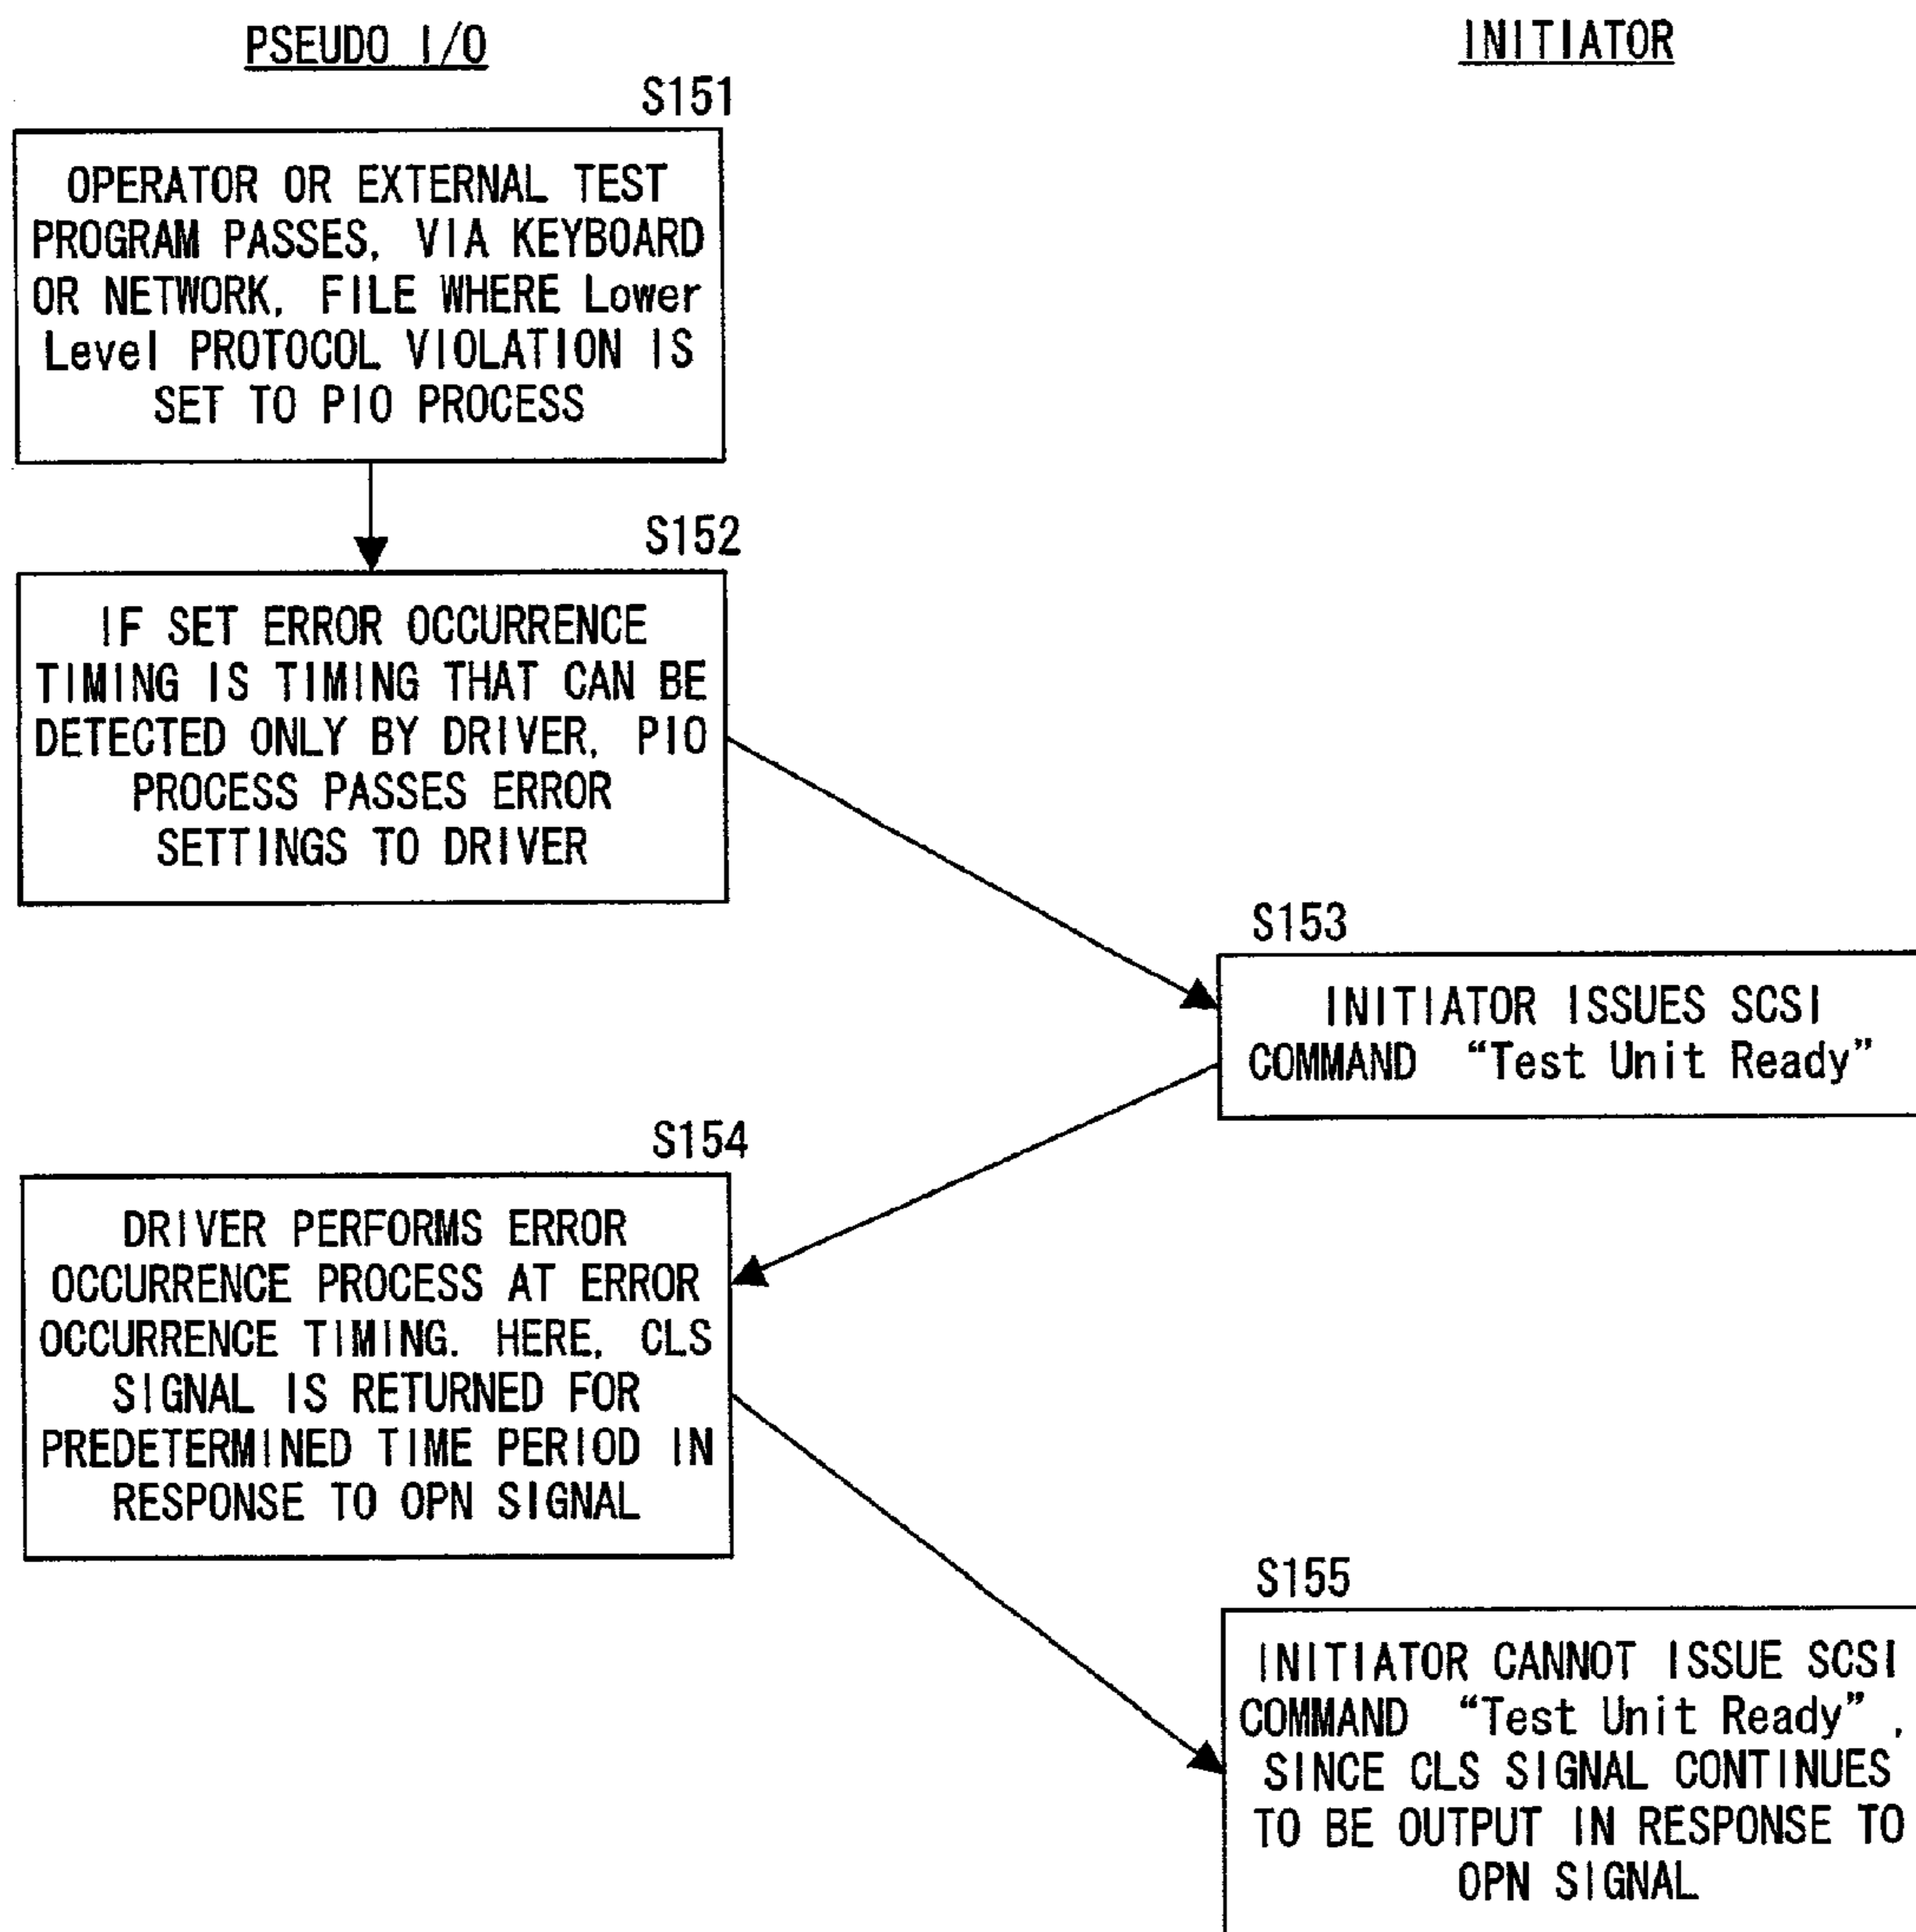 PSEUDO I/O
INITIATOR
S151
OPERATOR OR EXTERNAL TEST
PROGRAM PASSES, VIA KEYBOARD
OR NETWORK, FILE WHERE Lower
Level PROTOCOL VIOLATION IS
SET TO PIO PROCESS
S152
IF SET ERROR OCCURRENCE
TIMING IS TIMING THAT CAN BE
DETECTED ONLY BY DRIVER, PIO
PROCESS PASSES ERROR
SETTINGS TO DRIVER
S153
INITIATOR ISSUES SCSI
COMMAND “Test Unit Ready”
S154
DRIVER PERFORMS ERROR
OCCURRENCE PROCESS AT ERROR
OCCURRENCE TIMING. HERE, CLS
SIGNAL IS RETURNED FOR
PREDETERMINED TIME PERIOD IN
RESPONSE TO OPN SIGNAL
S155
INITIATOR CANNOT ISSUE SCSI
COMMAND “Test Unit Ready”,
SINCE CLS SIGNAL CONTINUES
TO BE OUTPUT IN RESPONSE TO
OPN SIGNAL